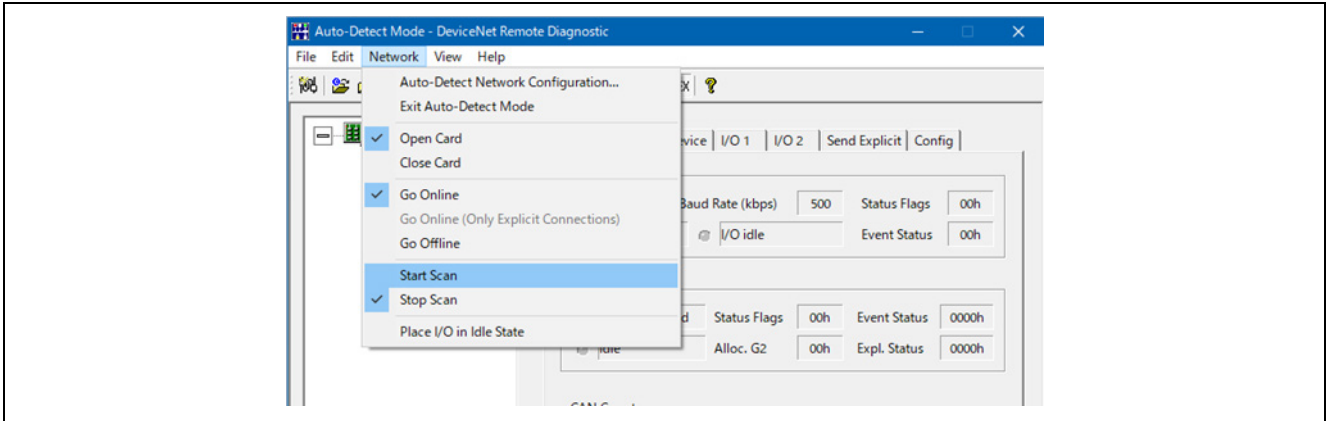 Auto-Detect Mode - DeviceNet Remote Diagnostic
File Edit Network View Help
Auto-Detect Network Configuration...
Exit Auto-Detect Mode
Open Card
Close Card
Go Online
Go Online (Only Explicit Connections)
Go Offline
Start Scan
Stop Scan
Place I/O in Idle State
I/O 1 I/O 2 Send Explicit Config
Baud Rate (kbps) 500 Status Flags 00h
I/O idle Event Status 00h
Status Flags 00h Event Status 0000h
Idle Alloc. G2 00h Expl. Status 0000h